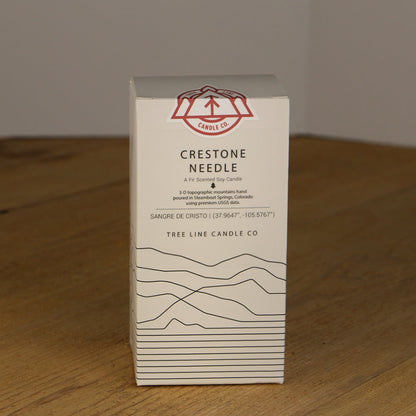 CANDLE CO.
CRESTONE
NEEDLE
A Fir Scented Soy Candle
3-D topographic mountains hand
poured in Steamboat Springs, Colorado
using premium USGS data.
SANGRE DE CRISTO | (37.9647°, -105.5767°)
TREE LINE CANDLE CO.